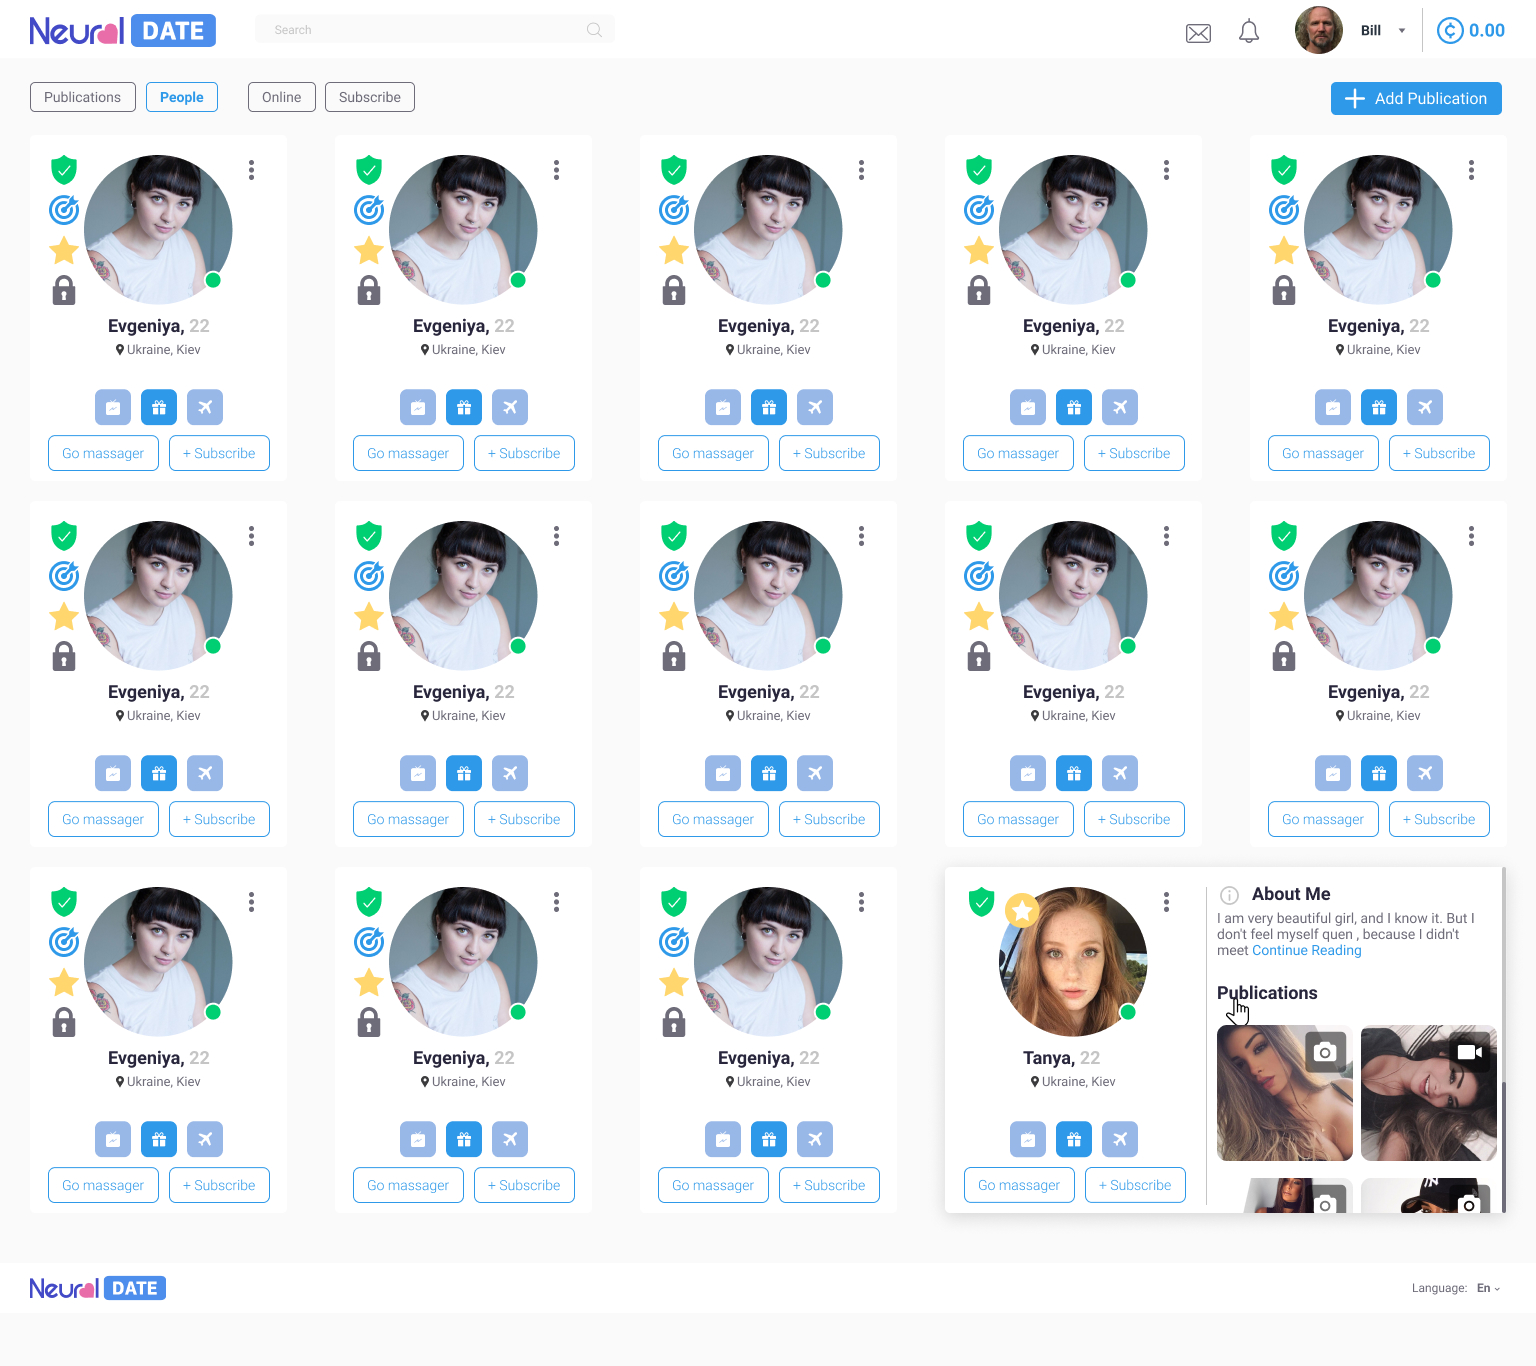 Neural DATE
Search
Bill
0.00
Publications
People
Online
Subscribe
Add Publication
Evgeniya, 22
Ukraine, Kiev
Go massager
+ Subscribe
Evgeniya, 22
Ukraine, Kiev
Go massager
+ Subscribe
Evgeniya, 22
Ukraine, Kiev
Go massager
+ Subscribe
Evgeniya, 22
Ukraine, Kiev
Go massager
+ Subscribe
Evgeniya, 22
Ukraine, Kiev
Go massager
+ Subscribe
Evgeniya, 22
Ukraine, Kiev
Go massager
+ Subscribe
Evgeniya, 22
Ukraine, Kiev
Go massager
+ Subscribe
Evgeniya, 22
Ukraine, Kiev
Go massager
+ Subscribe
Evgeniya, 22
Ukraine, Kiev
Go massager
+ Subscribe
Evgeniya, 22
Ukraine, Kiev
Go massager
+ Subscribe
Evgeniya, 22
Ukraine, Kiev
Go massager
+ Subscribe
Evgeniya, 22
Ukraine, Kiev
Go massager
+ Subscribe
Evgeniya, 22
Ukraine, Kiev
Go massager
+ Subscribe
Tanya, 22
Ukraine, Kiev
Go massager
+ Subscribe
About Me
I am very beautiful girl, and I know it. But I
don't feel myself quen , because I didn't
meet Continue Reading
Publications
Neural DATE
Language: En